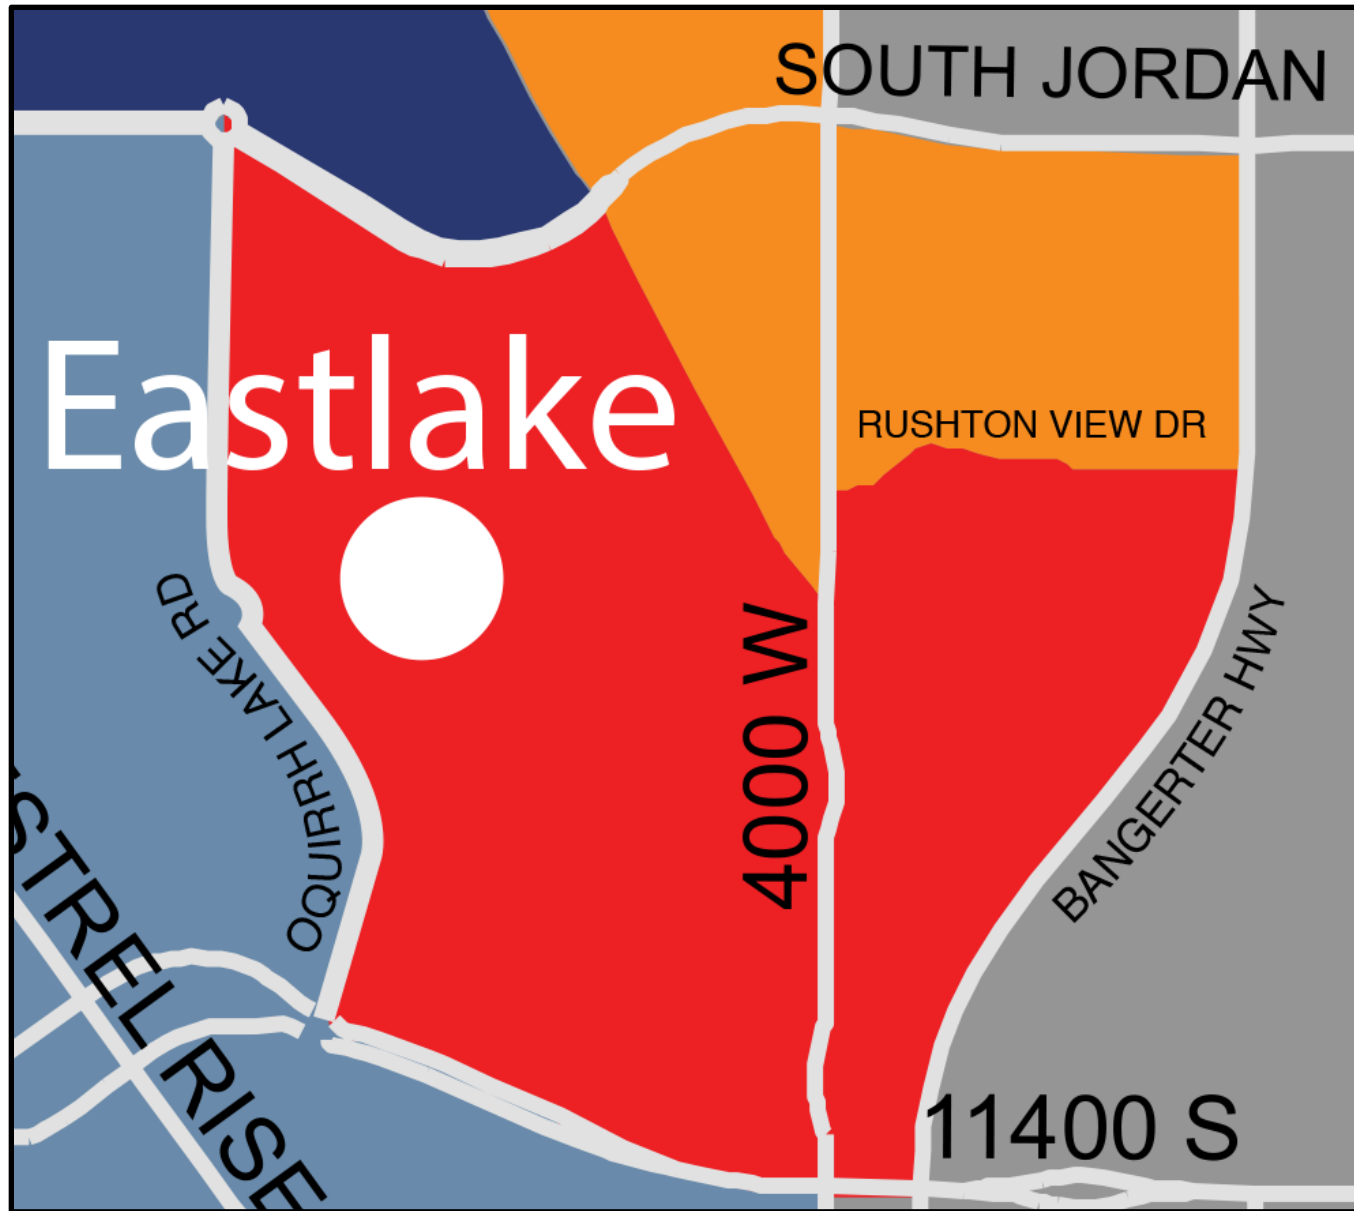 SOUTH JORDAN
Eastlake
RUSHTON VIEW DR
OQUIRRH LAKE RD
4000 W
BANGERTER HWY
STREL RISE
11400 S